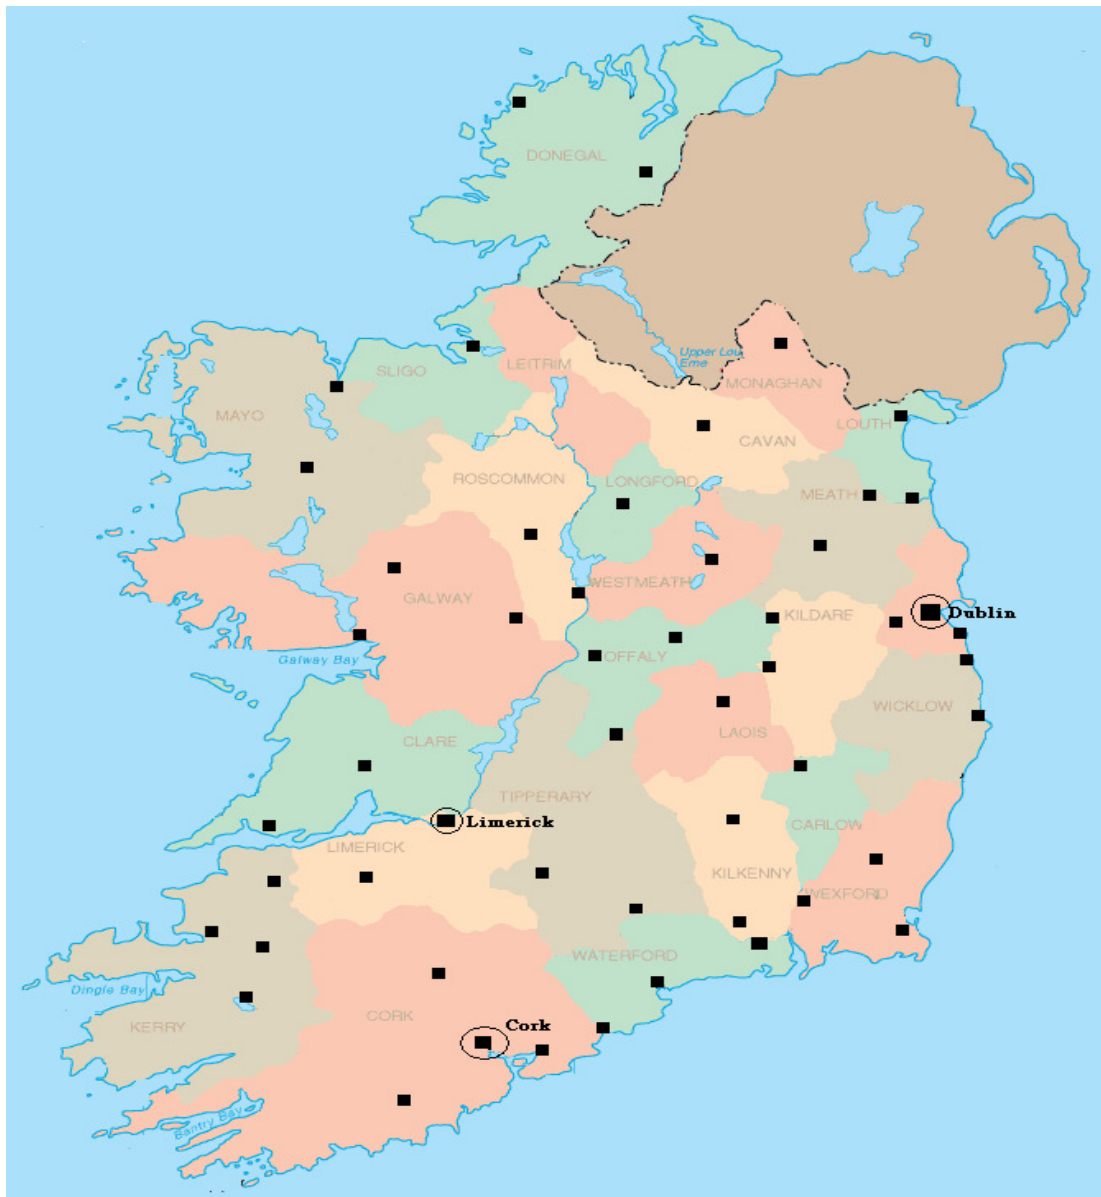 DONEGAL
Upper Lou
Erne
LEITRIM
SLIGO
MONAGHAN
MAYO
LOUTH
CAVAN
ROSCOMMON
LONGFORD
MEATH
WESTMEATH
GALWAY
KILDARE
Dublin
OFFALY
Galway Bay
WICKLOW
LAOIS
CLARE
TIPPERARY
Limerick
CARLOW
LIMERICK
KILKENNY
WEXFORD
WATERFORD
Dingle Bay
CORK
Cork
KERRY
Bantry Bay